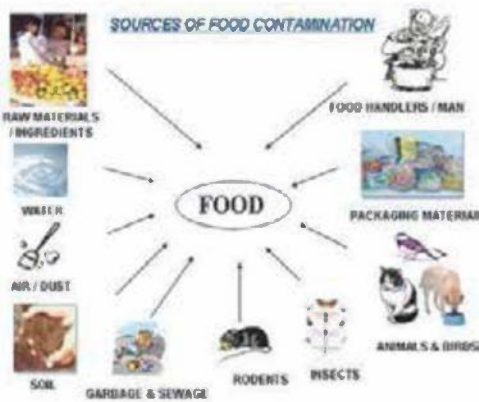 SOURCES OF FOOD CONTAMINATION
RAW MATERIALS
/ INGREDIENTS
FOOD HANDLERS / MAN
WATER
FOOD
PACKAGING MATERIAL
AIR / DUST
SOIL
GARBAGE & SEWAGE
RODENTS
INSECTS
ANIMALS & BIRDS